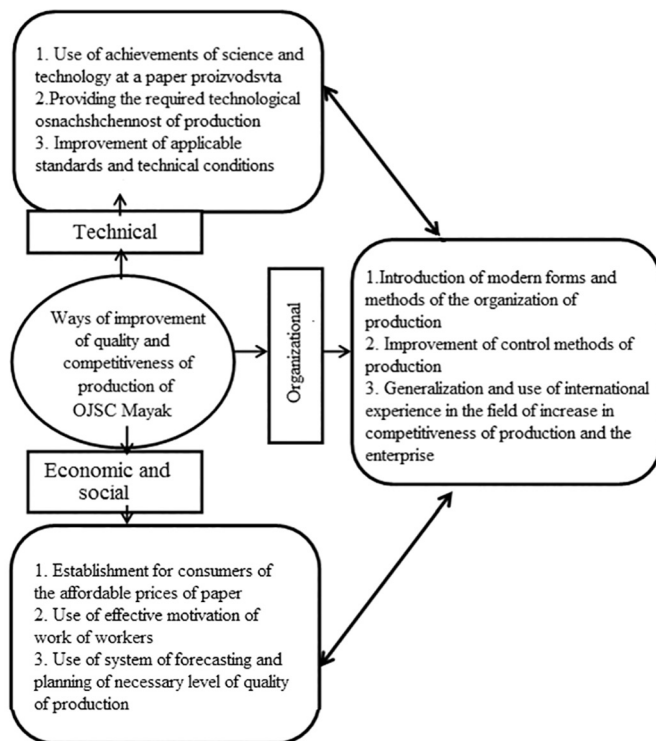 1. Use of achievements of science and
technology at a paper proizvodsvta
2.Providing the required technological
osnachshchennost of production
3. Improvement of applicable
standards and technical conditions
Technical
Ways of improvement
of quality and
competitiveness of
production of
OJSC Mayak
Organizational
1.Introduction of modern forms and
methods of the organization of
production
2. Improvement of control methods of
production
3. Generalization and use of international
experience in the field of increase in
competitiveness of production and the
enterprise
Economic and
social
1. Establishment for consumers of
the affordable prices of paper
2. Use of effective motivation of
work of workers
3. Use of system of forecasting and
planning of necessary level of quality
of production